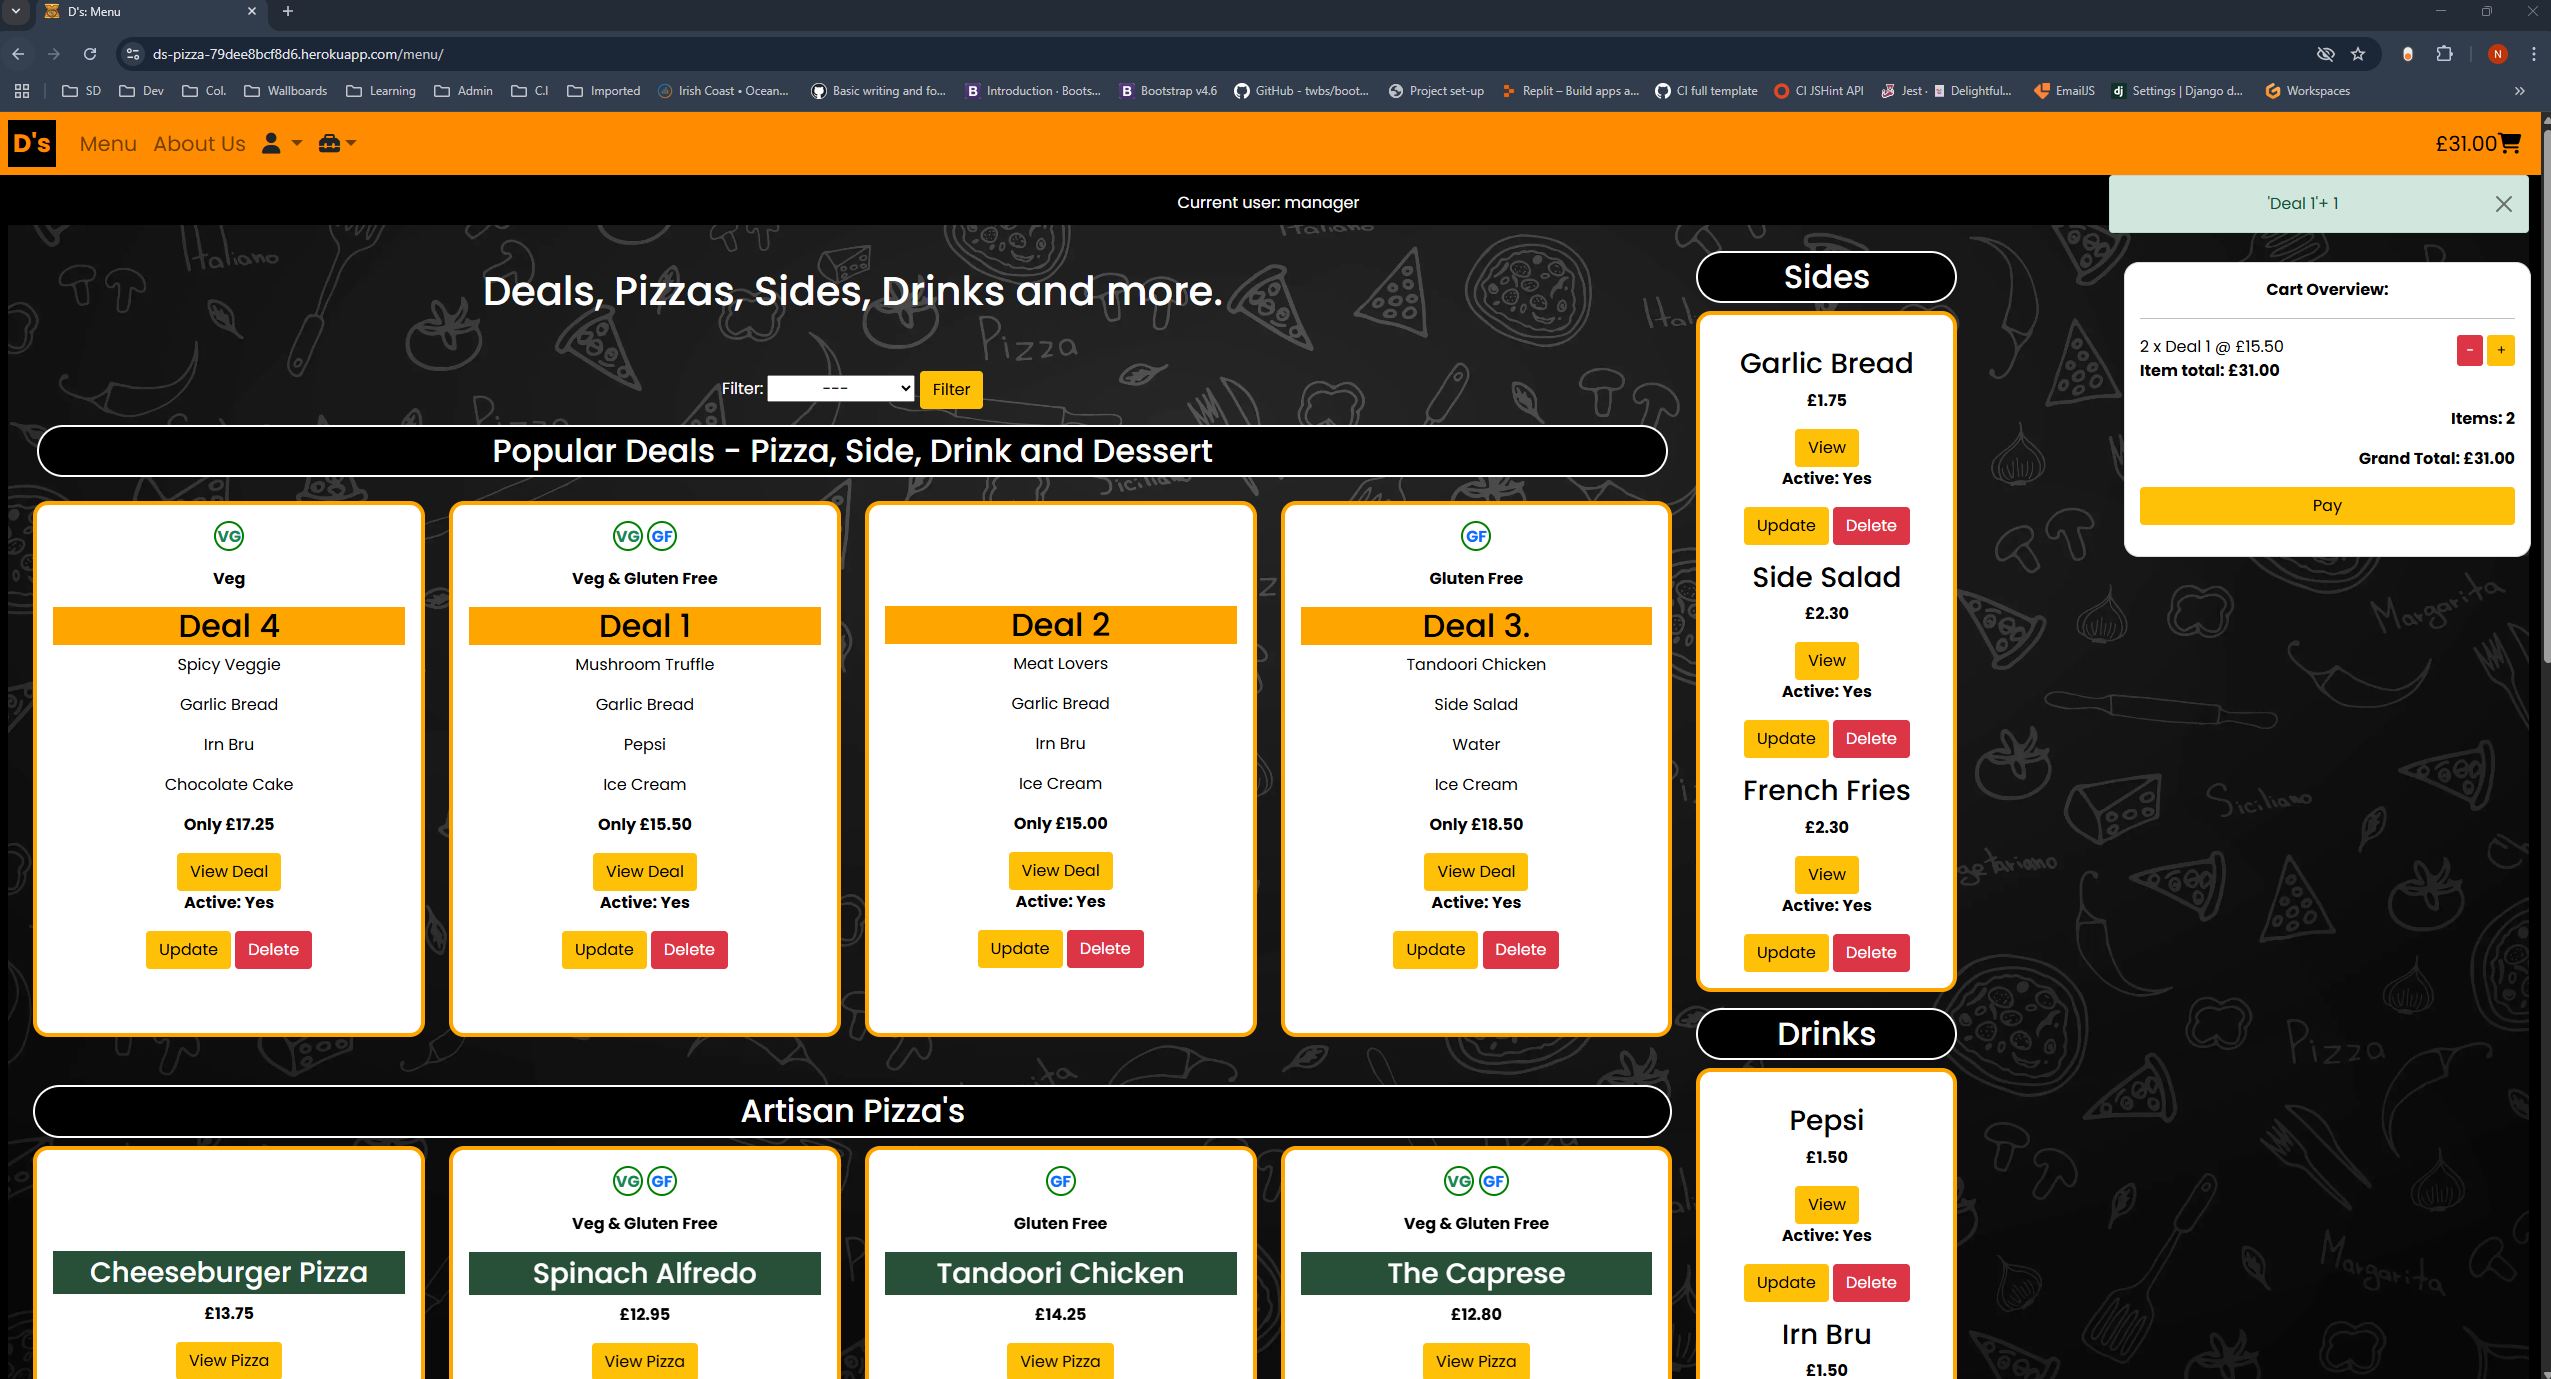 D's: Menu
ds-pizza-79dee8bcf8d6.herokuapp.com/menu/
N
SD
Dev
Col.
Wallboards
Learning
Admin
C.I
Imported
Irish Coast • Ocean...
Basic writing and fo...
Introduction · Boots...
Bootstrap v4.6
GitHub - twbs/boot...
Project set-up
Replit – Build apps a...
CI full template
CI JSHint API
Jest ·
Delightful...
EmailJS
Settings | Django d...
Workspaces
D's
Menu
About Us
£31.00
Current user: manager
'Deal 1'+ 1
Deals, Pizzas, Sides, Drinks and more.
Filter: --- Filter
Popular Deals - Pizza, Side, Drink and Dessert
VG
Veg
Deal 4
Spicy Veggie
Garlic Bread
Irn Bru
Chocolate Cake
Only £17.25
View Deal
Active: Yes
Update Delete
VG GF
Veg & Gluten Free
Deal 1
Mushroom Truffle
Garlic Bread
Pepsi
Ice Cream
Only £15.50
View Deal
Active: Yes
Update Delete
Deal 2
Meat Lovers
Garlic Bread
Irn Bru
Ice Cream
Only £15.00
View Deal
Active: Yes
Update Delete
GF
Gluten Free
Deal 3.
Tandoori Chicken
Side Salad
Water
Ice Cream
Only £18.50
View Deal
Active: Yes
Update Delete
Artisan Pizza's
Cheeseburger Pizza
£13.75
View Pizza
VG GF
Veg & Gluten Free
Spinach Alfredo
£12.95
View Pizza
GF
Gluten Free
Tandoori Chicken
£14.25
View Pizza
VG GF
Veg & Gluten Free
The Caprese
£12.80
View Pizza
Sides
Garlic Bread
£1.75
View
Active: Yes
Update Delete
Side Salad
£2.30
View
Active: Yes
Update Delete
French Fries
£2.30
View
Active: Yes
Update Delete
Drinks
Pepsi
£1.50
View
Active: Yes
Update Delete
Irn Bru
£1.50
Cart Overview:
2 x Deal 1 @ £15.50
- +
Item total: £31.00
Items: 2
Grand Total: £31.00
Pay
Italiano
Pizza
Margarita
Siciliano
Pizza
Margarita